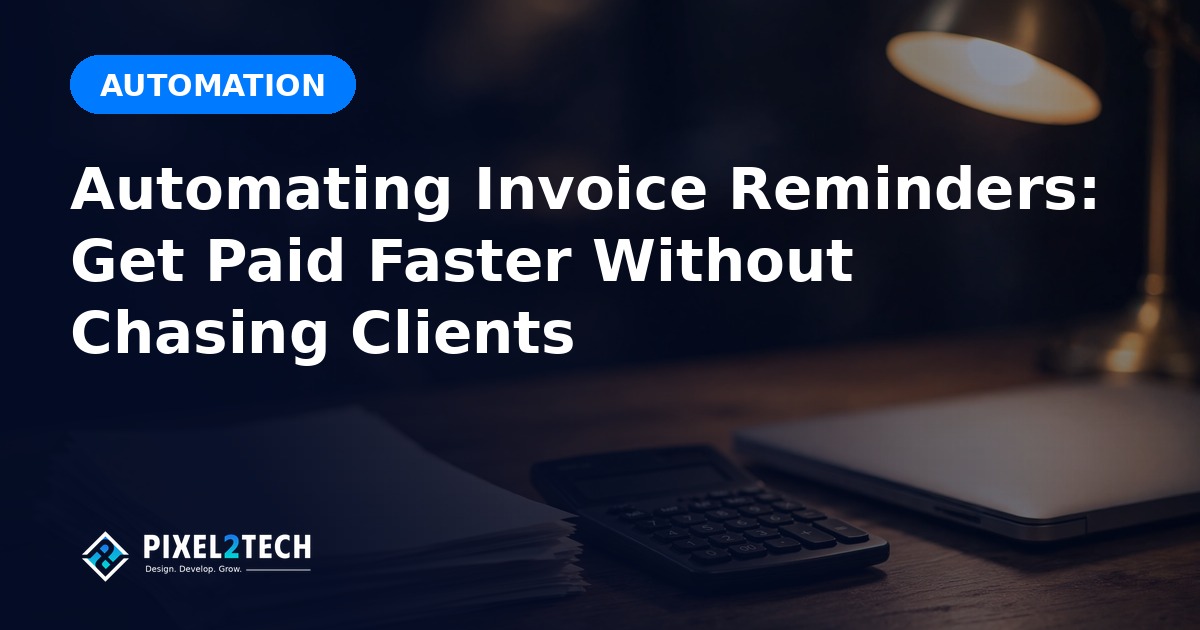 AUTOMATION
Automating Invoice Reminders:
Get Paid Faster Without
Chasing Clients
PIXEL2TECH
Design. Develop. Grow.